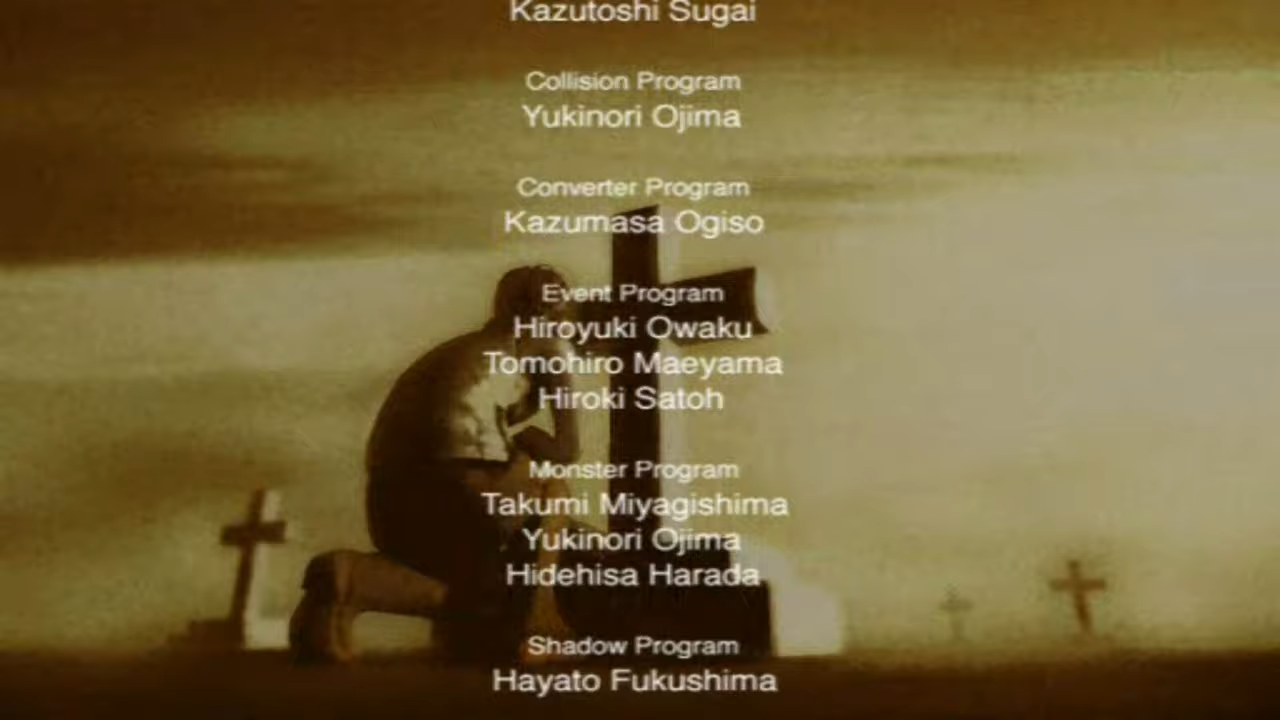 Kazutoshi Sugai
Collision Program
Yukinori Ojima
Converter Program
Kazumasa Ogiso
Event Program
Hiroyuki Owaku
Tomohiro Maeyama
Hiroki Satoh
Monster Program
Takumi Miyagishima
Yukinori Ojima
Hidehisa Harada
Shadow Program
Hayato Fukushima